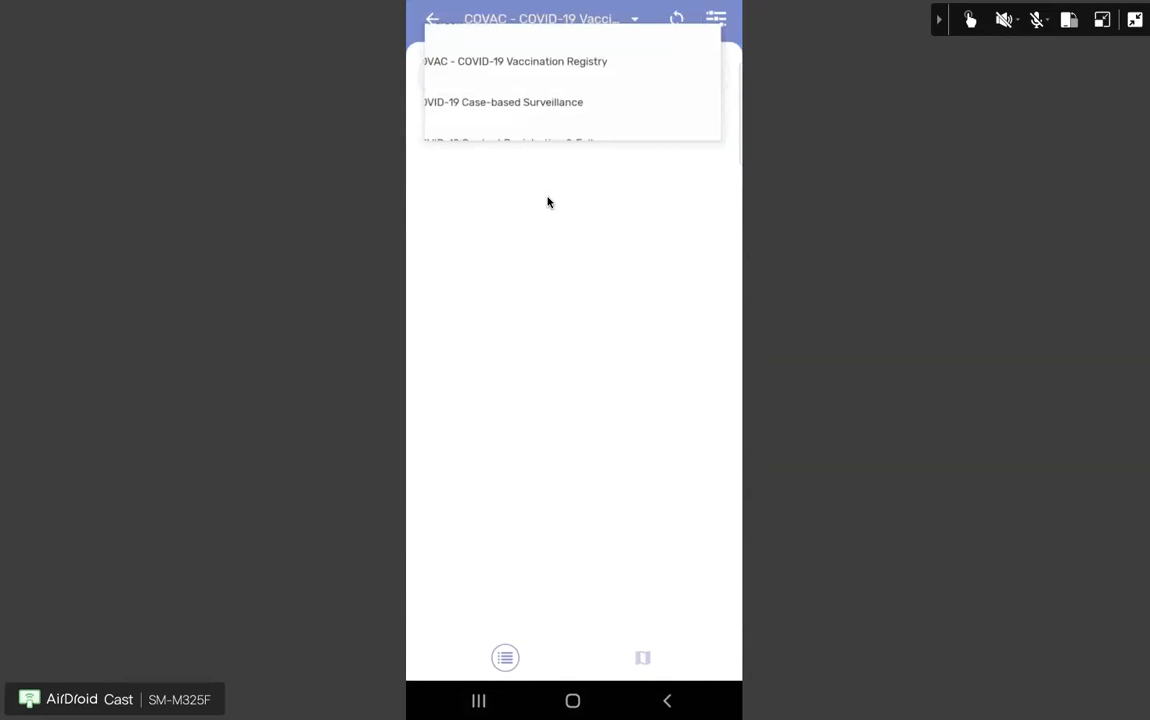 COVAC - COVID-19 Vacci...
OVAC - COVID-19 Vaccination Registry
OVID-19 Case-based Surveillance
AirDroid Cast | SM-M325F